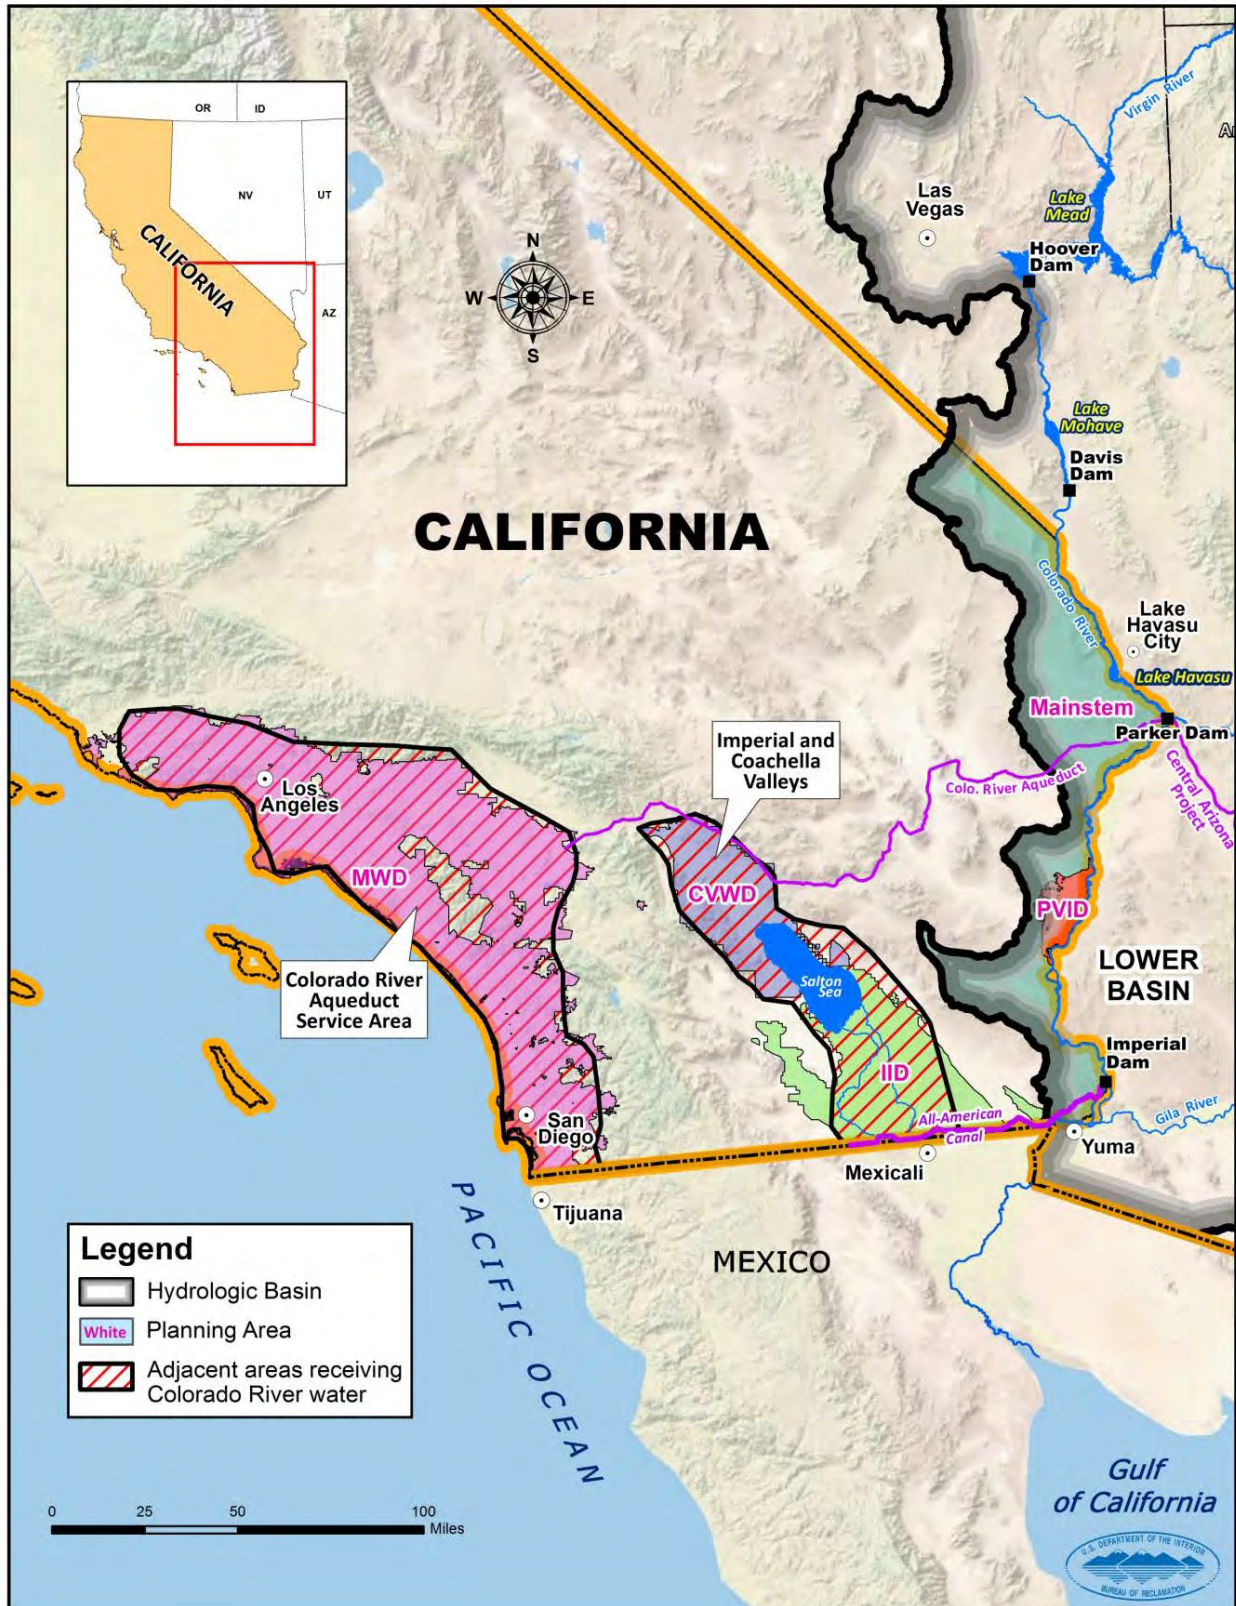 OR
ID
NV
UT
AZ
CALIFORNIA
N
W
E
S
Virgin River
Las
Vegas
Lake
Mead
Hoover
Dam
Lake
Mohave
Davis
Dam
CALIFORNIA
Colorado River
Lake
Havasu
City
Lake Havasu
Mainstem
Parker Dam
Central Arizona
Project
Colo. River Aqueduct
Imperial and
Coachella
Valleys
Los
Angeles
MWD
CVWD
PVID
Colorado River
Aqueduct
Service Area
Salton
Sea
LOWER
BASIN
Imperial
Dam
IID
San
Diego
All-American
Canal
Gila River
Yuma
Mexicali
Tijuana
MEXICO
PACIFIC OCEAN
Legend
Hydrologic Basin
White Planning Area
Adjacent areas receiving
Colorado River water
0 25 50 100
Miles
Gulf
of California
U.S. DEPARTMENT OF THE INTERIOR
BUREAU OF RECLAMATION